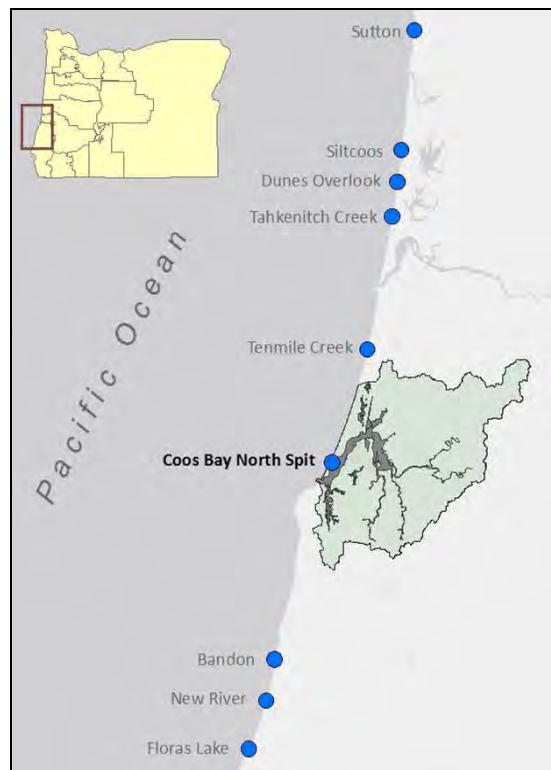 Sutton
Siltcoos
Dunes Overlook
Tahkenitch Creek
Pacific Ocean
Tenmile Creek
Coos Bay North Spit
Bandon
New River
Floras Lake